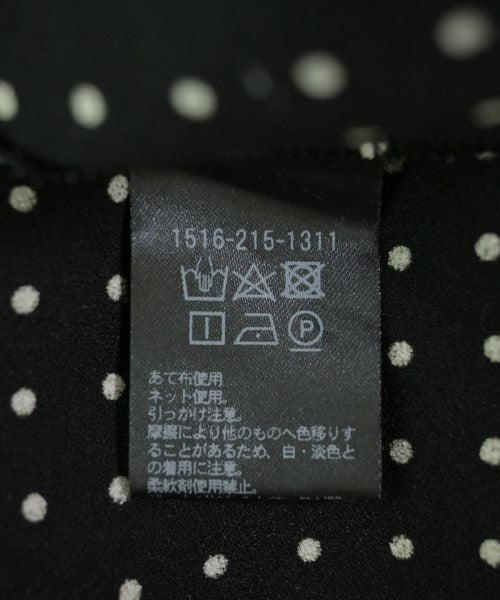 1516-215-1311
P
あて布使用
ネット使用。
引っかけ注意。
摩擦により他のものへ色移りす
ることがあるため、白・淡色と
の着用に注意。
柔軟剤使用禁止。